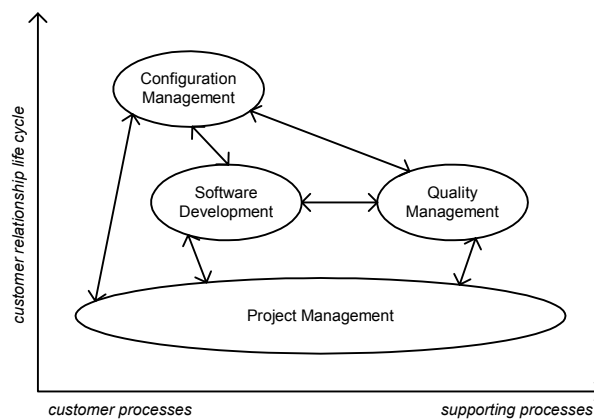 Configuration
Management
customer relationship life cycle
Software
Development
Quality
Management
Project Management
customer processes
supporting processes